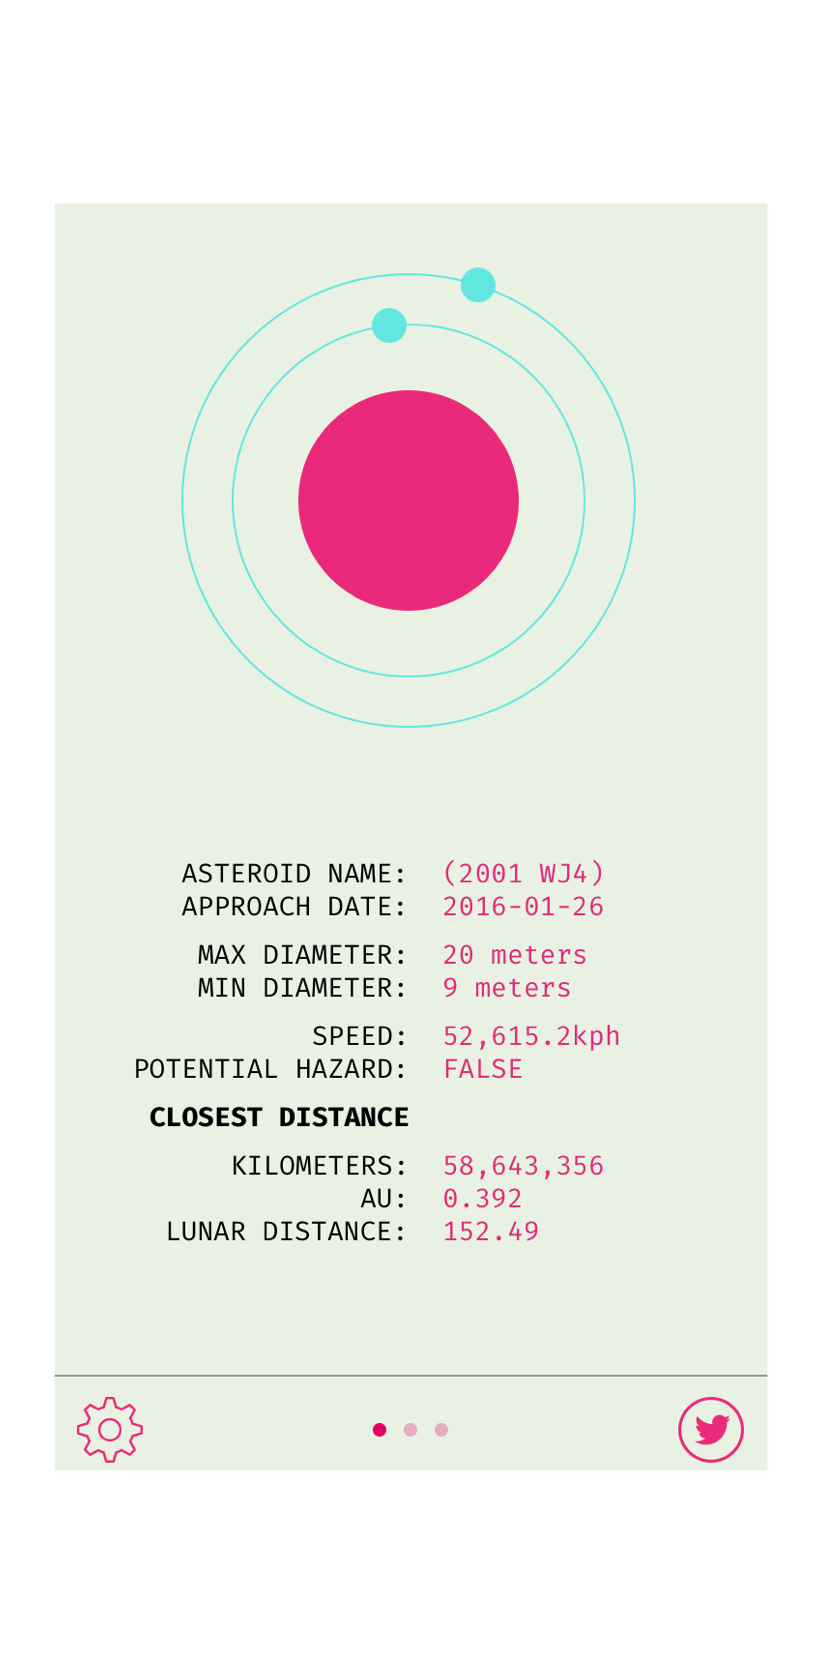 ASTEROID NAME: (2001 WJ4)
APPROACH DATE: 2016-01-26
MAX DIAMETER: 20 meters
MIN DIAMETER: 9 meters
SPEED: 52,615.2kph
POTENTIAL HAZARD: FALSE
CLOSEST DISTANCE
KILOMETERS: 58,643,356
AU: 0.392
LUNAR DISTANCE: 152.49